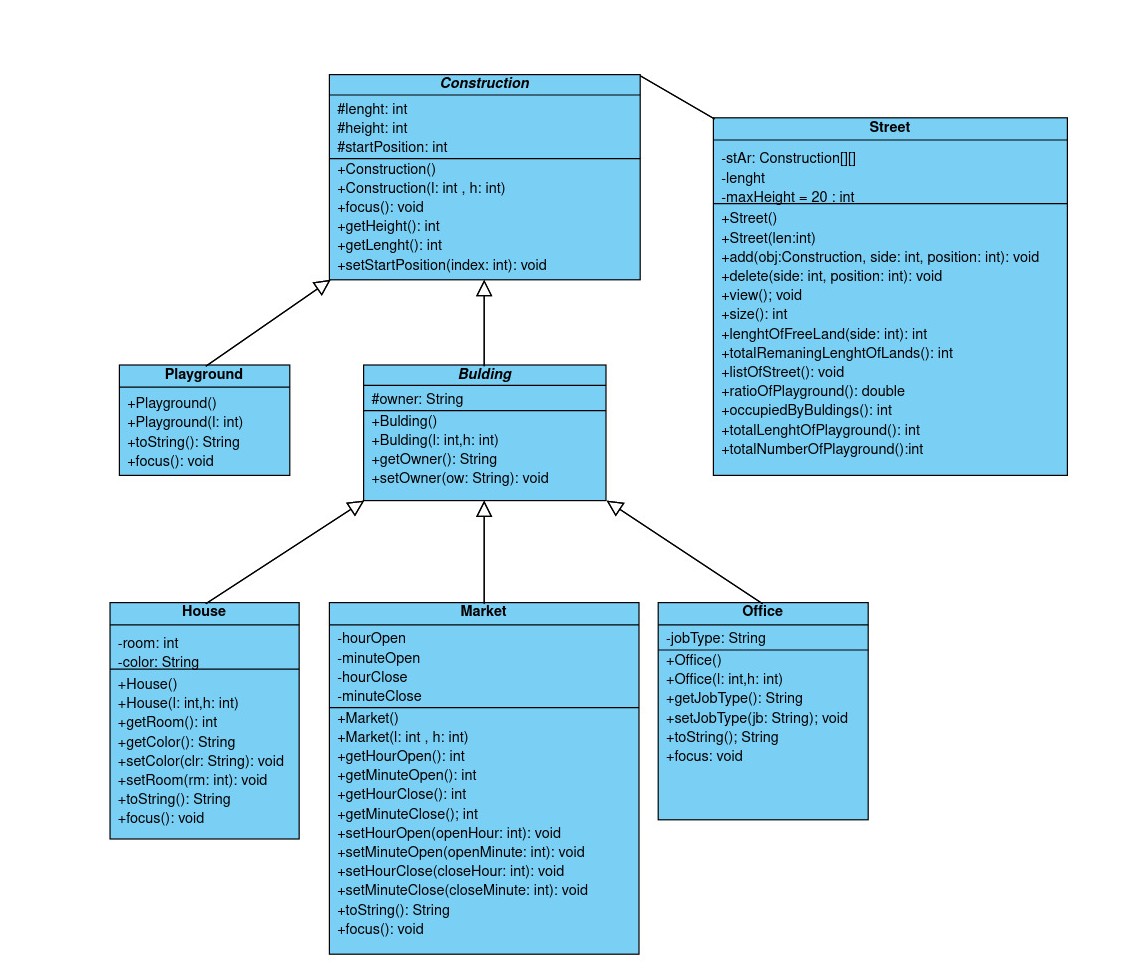 Construction
#lenght: int
#height: int
#startPosition: int
+Construction()
+Construction(l: int , h: int)
+focus(): void
+getHeight(): int
+getLenght(): int
+setStartPosition(index: int): void
Street
-stAr: Construction[][]
-lenght
-maxHeight = 20 : int
+Street()
+Street(len:int)
+add(obj:Construction, side: int, position: int): void
+delete(side: int, position: int): void
+view(); void
+size(): int
+lenghtOfFreeLand(side: int): int
+totalRemaningLenghtOfLands(): int
+listOfStreet(): void
+ratioOfPlayground(): double
+occupiedByBuldings(): int
+totalLenghtOfPlayground(): int
+totalNumberOfPlayground():int
Playground
+Playground()
+Playground(l: int)
+toString(): String
+focus(): void
Bulding
#owner: String
+Bulding()
+Bulding(l: int,h: int)
+getOwner(): String
+setOwner(ow: String): void
House
-room: int
-color: String
+House()
+House(l: int,h: int)
+getRoom(): int
+getColor(): String
+setColor(clr: String): void
+setRoom(rm: int): void
+toString(): String
+focus(): void
Market
-hourOpen
-minuteOpen
-hourClose
-minuteClose
+Market()
+Market(l: int , h: int)
+getHourOpen(): int
+getMinuteOpen(): int
+getHourClose(): int
+getMinuteClose(); int
+setHourOpen(openHour: int): void
+setMinuteOpen(openMinute: int): void
+setHourClose(closeHour: int): void
+setMinuteClose(closeMinute: int): void
+toString(): String
+focus(): void
Office
-jobType: String
+Office()
+Office(l: int,h: int)
+getJobType(): String
+setJobType(jb: String); void
+toString(); String
+focus: void